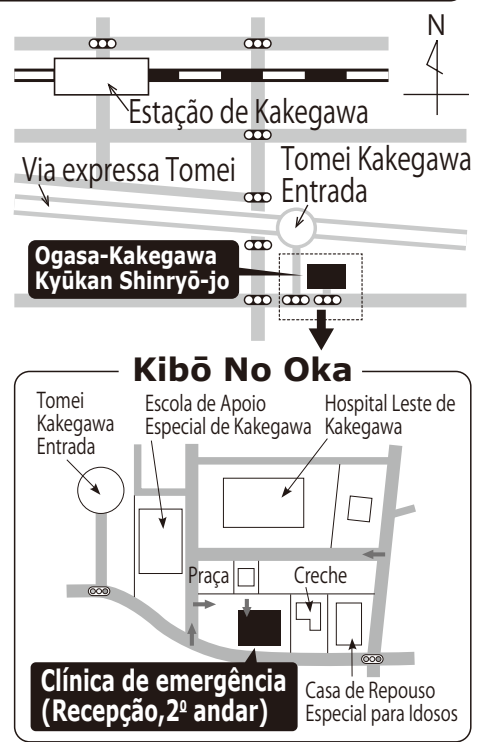 N
Estação de Kakegawa
Via expressa Tomei
Tomei Kakegawa
Entrada
Ogasa-Kakegawa
Kyūkan Shinryō-jo
Kibō No Oka
Tomei
Kakegawa
Entrada
Escola de Apoio
Especial de Kakegawa
Hospital Leste de
Kakegawa
Praça
Creche
Clínica de emergência
(Recepção,2º andar)
Casa de Repouso
Especial para Idosos